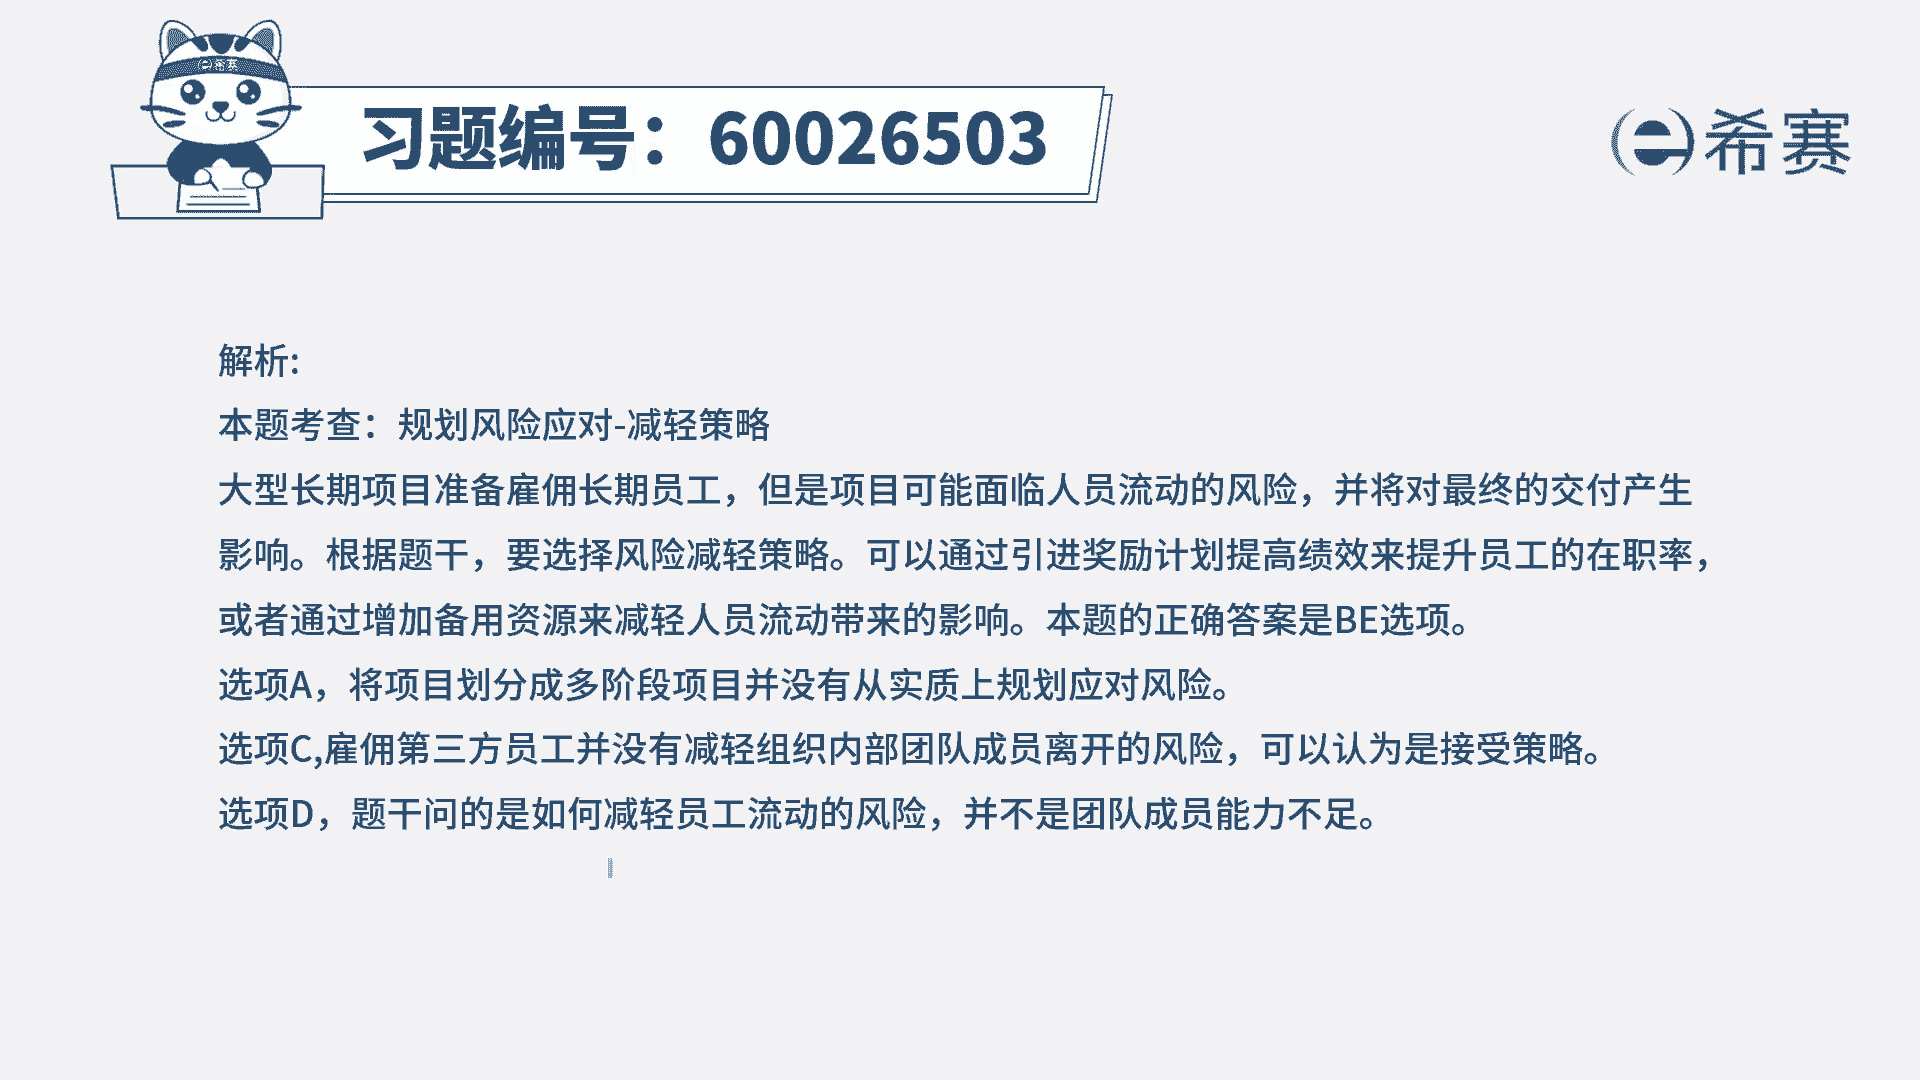 希赛
习题编号：60026503
希赛
解析:
本题考查：规划风险应对-减轻策略
大型长期项目准备雇佣长期员工，但是项目可能面临人员流动的风险，并将对最终的交付产生
影响。根据题干，要选择风险减轻策略。可以通过引进奖励计划提高绩效来提升员工的在职率，
或者通过增加备用资源来减轻人员流动带来的影响。本题的正确答案是BE选项。
选项A，将项目划分成多阶段项目并没有从实质上规划应对风险。
选项C,雇佣第三方员工并没有减轻组织内部团队成员离开的风险，可以认为是接受策略。
选项D，题干问的是如何减轻员工流动的风险，并不是团队成员能力不足。